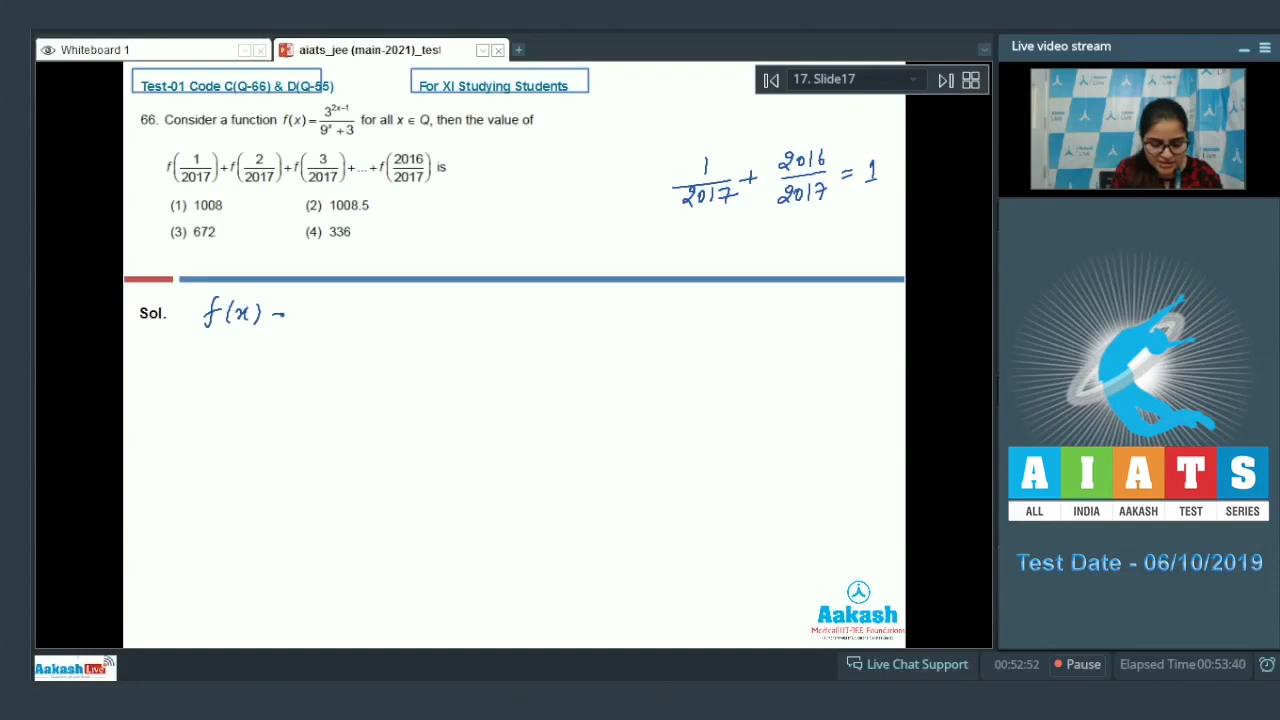 Whiteboard 1
aiats_jee (main-2021)_test
Live video stream
Test-01 Code C(Q-66) & D(Q-55)
For XI Studying Students
17. Slide17
66. Consider a function f(x) = 3^{2x–1}/(9^x + 3) for all x ∈ Q, then the value of
f(1/2017) + f(2/2017) + f(3/2017) + ... + f(2016/2017) is
1/2017 + 2016/2017 = 1
(1) 1008 (2) 1008.5
(3) 672 (4) 336
Sol. f(x) =
A I A T S
ALL INDIA AAKASH TEST SERIES
Test Date - 06/10/2019
Aakash
Medical|IIT-JEE|Foundations
Aakash Live
Live Chat Support
00:52:52
Pause
Elapsed Time 00:53:40